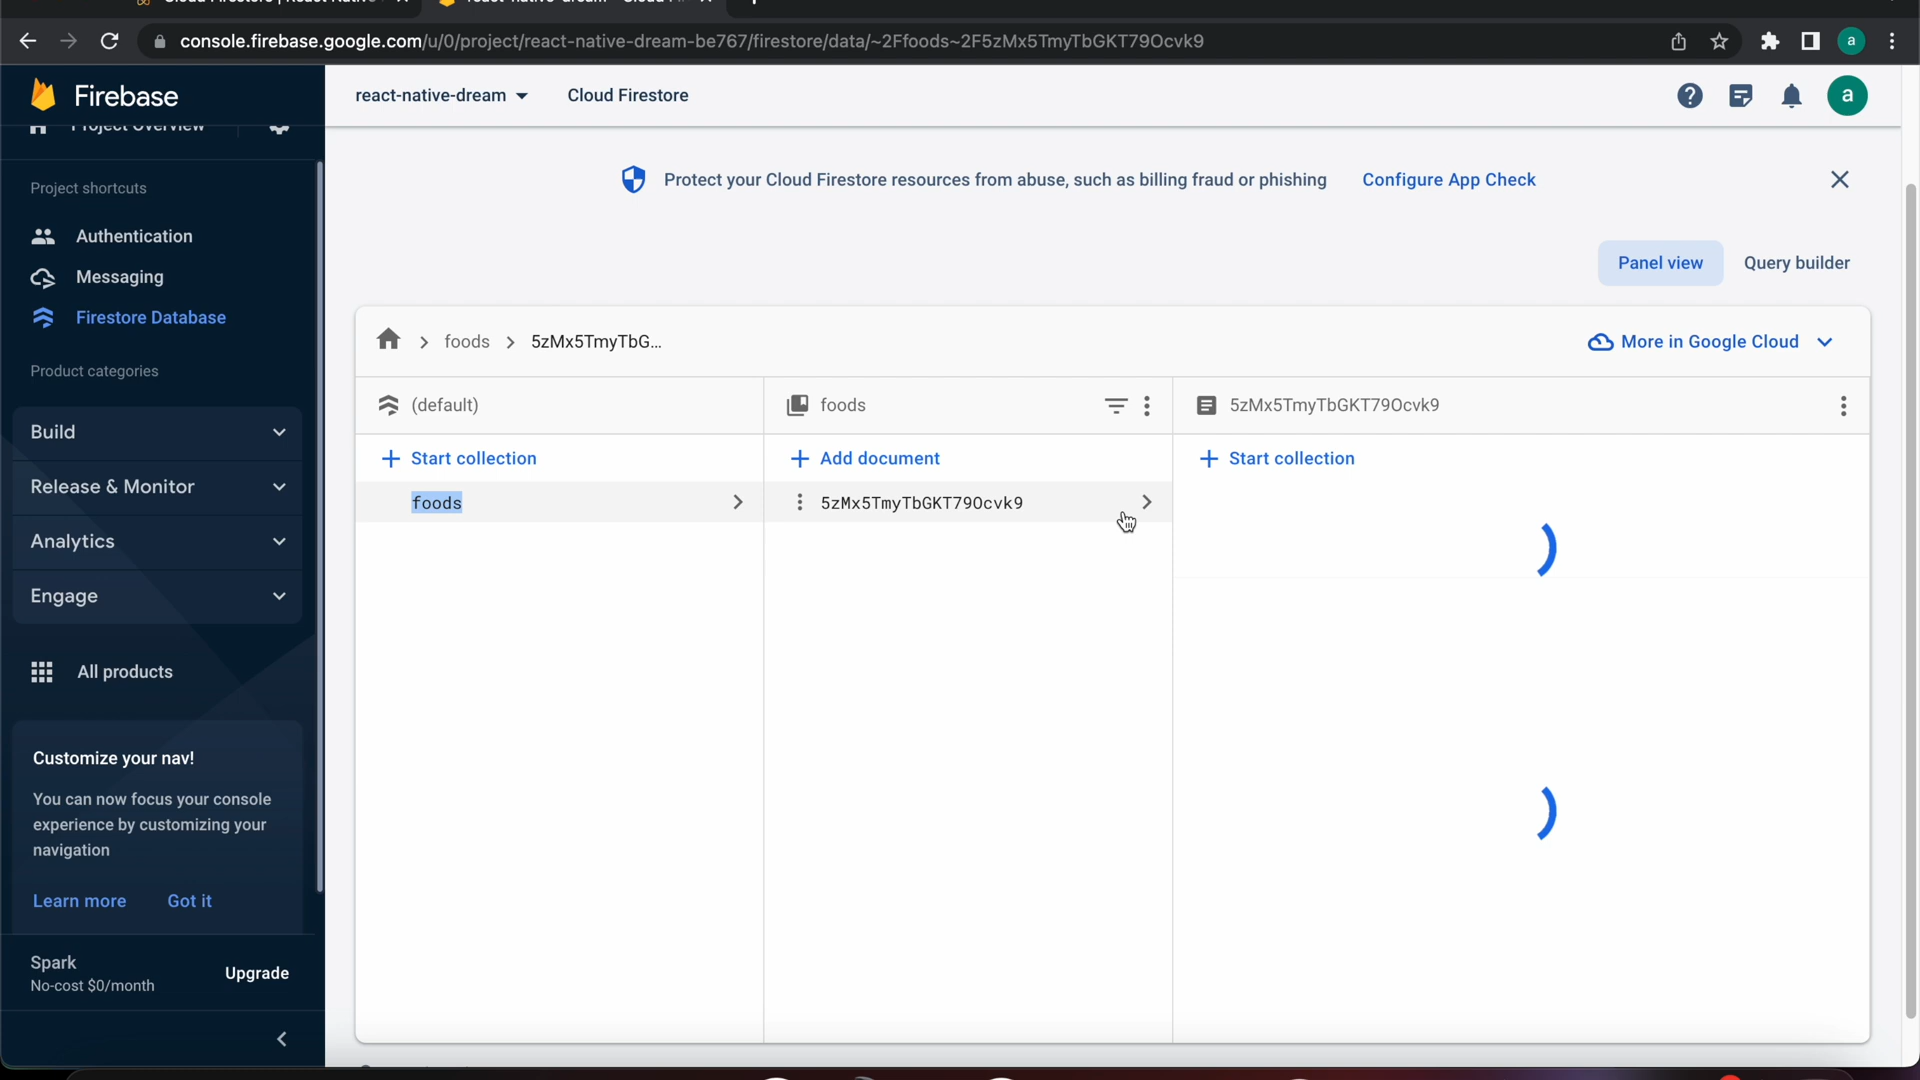 console.firebase.google.com/u/0/project/react-native-dream-be767/firestore/data/~2Ffoods~2F5zMx5TmyTbGKT79Ocvk9
a
Firebase
Project Overview
Project shortcuts
Authentication
Messaging
Firestore Database
Product categories
Build
Release & Monitor
Analytics
Engage
All products
Customize your nav!
You can now focus your console
experience by customizing your
navigation
Learn more
Got it
Spark
No-cost $0/month
Upgrade
react-native-dream
Cloud Firestore
a
Protect your Cloud Firestore resources from abuse, such as billing fraud or phishing
Configure App Check
Panel view
Query builder
foods
5zMx5TmyTbG...
More in Google Cloud
(default)
Start collection
foods
foods
Add document
5zMx5TmyTbGKT79Ocvk9
5zMx5TmyTbGKT79Ocvk9
Start collection